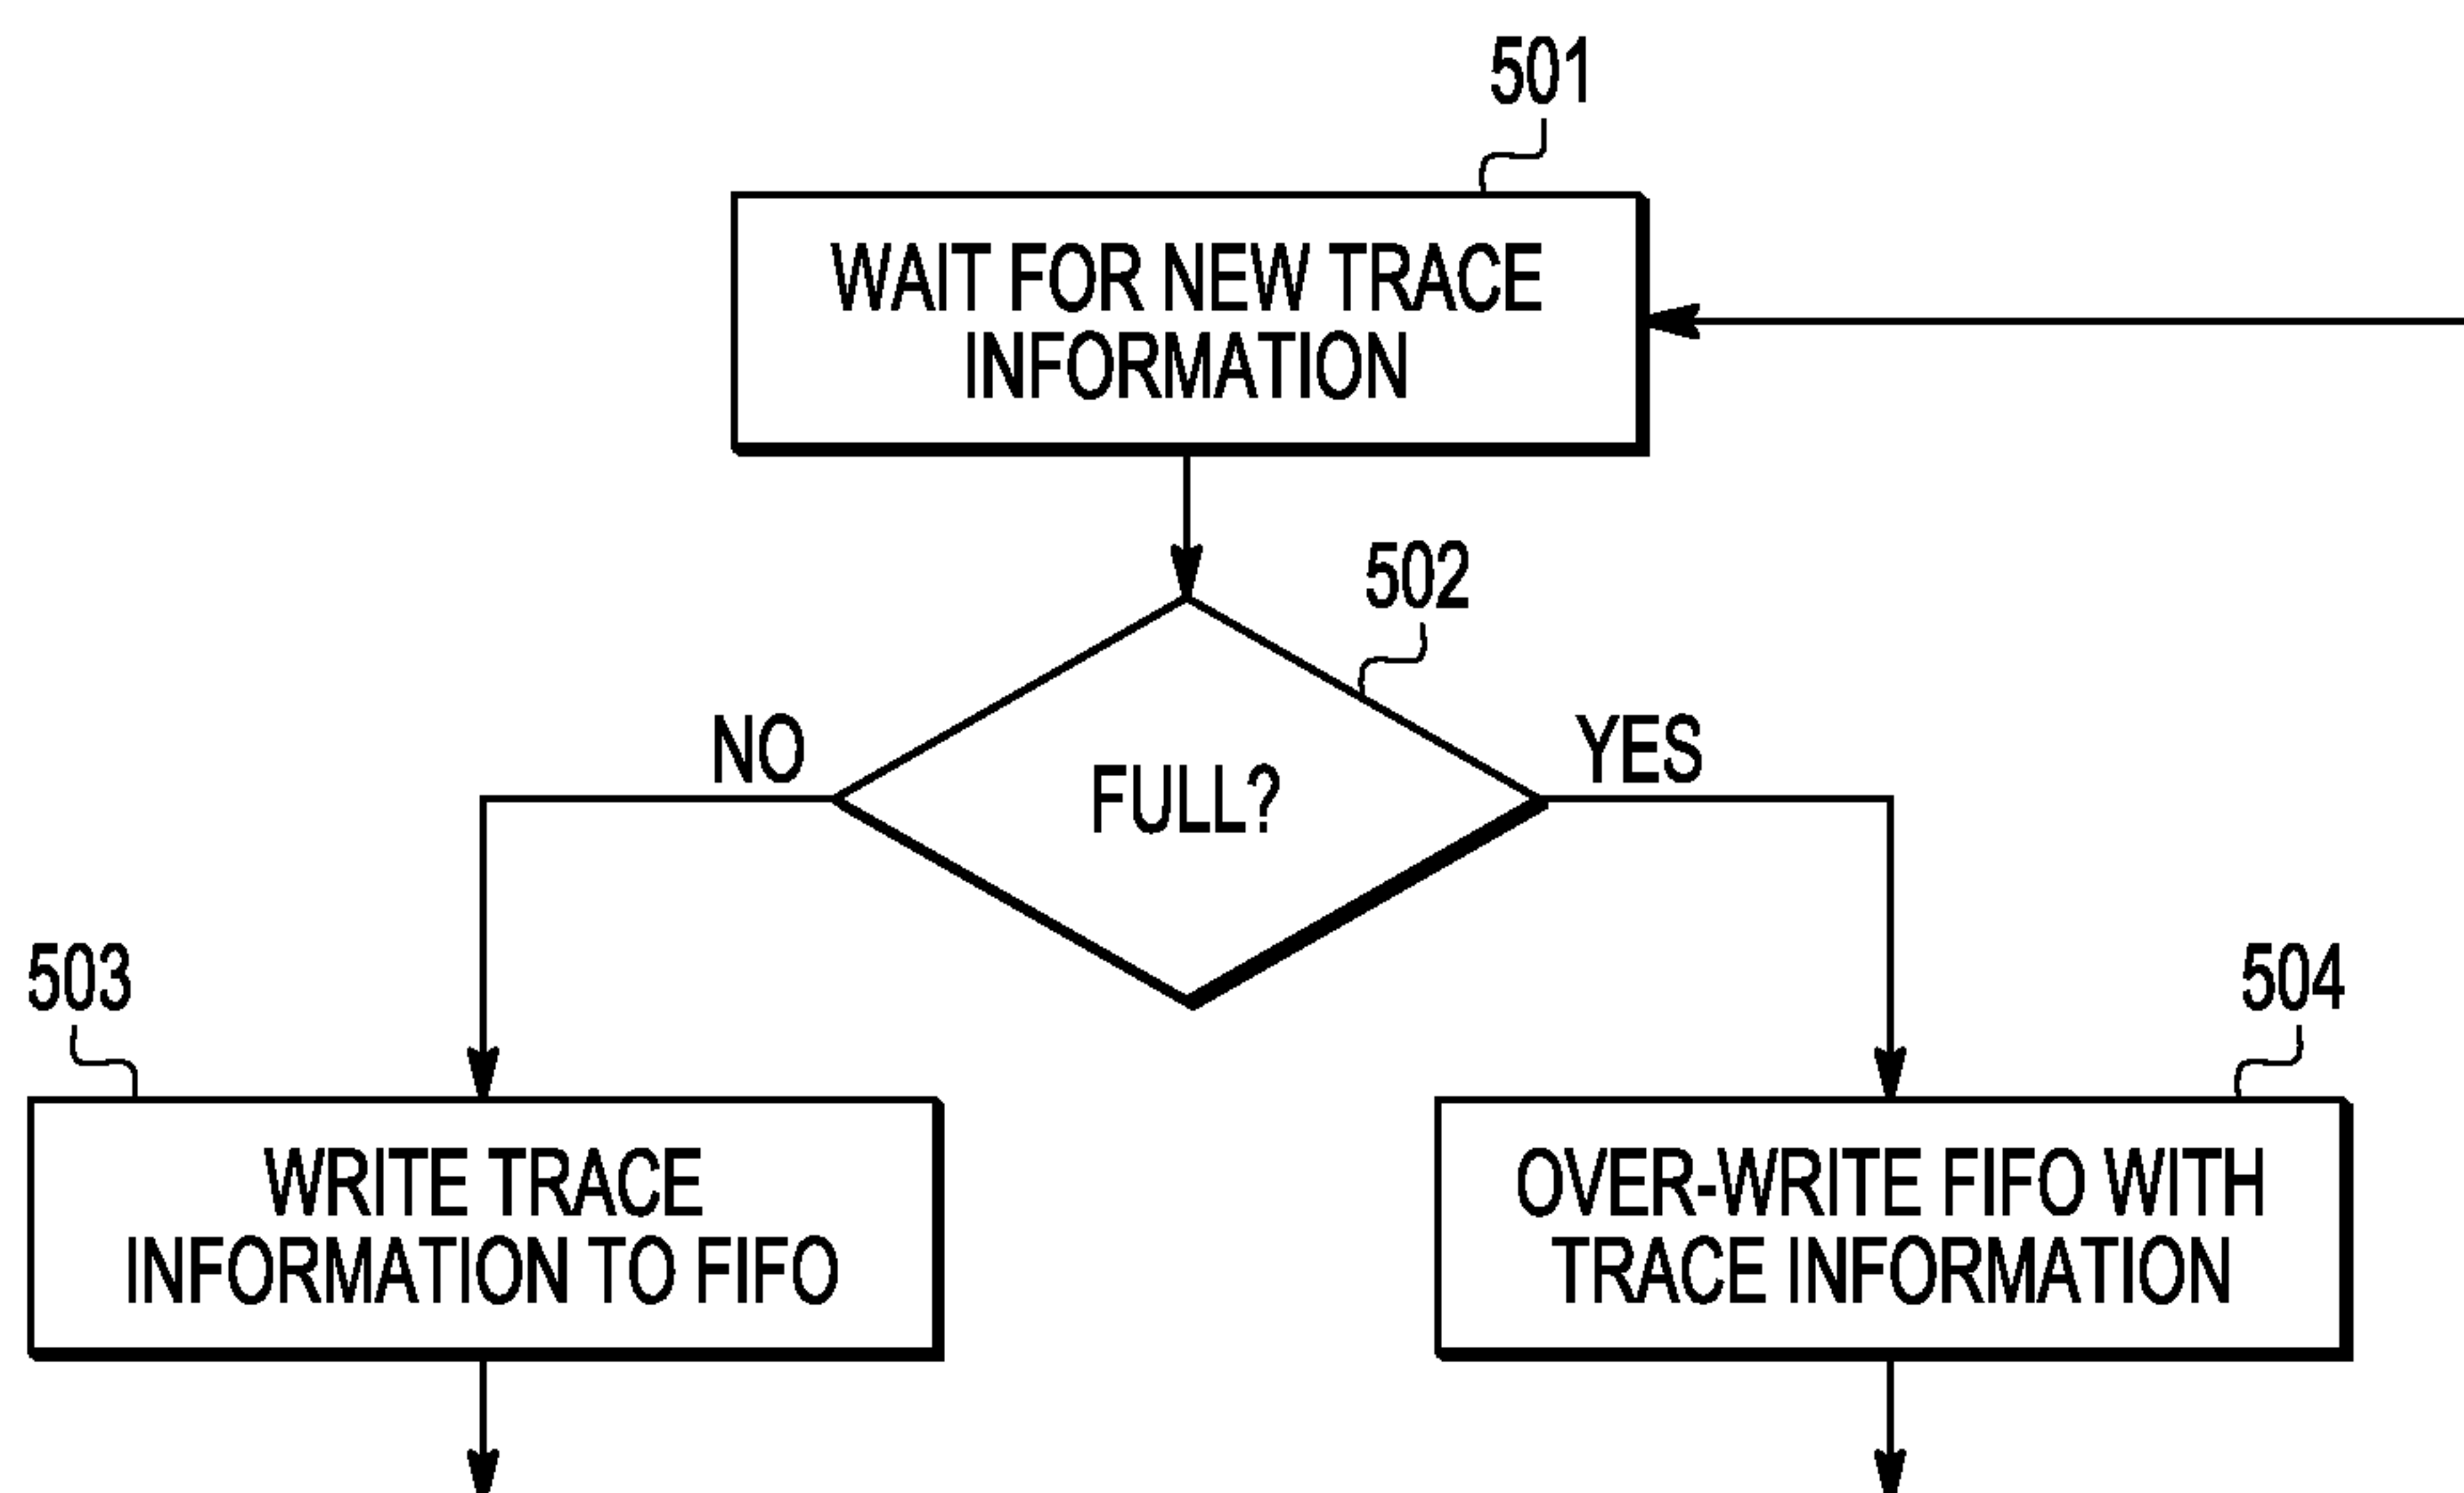 501
WAIT FOR NEW TRACE
INFORMATION
502
NO
YES
FULL?
503
504
WRITE TRACE
INFORMATION TO FIFO
OVER-WRITE FIFO WITH
TRACE INFORMATION